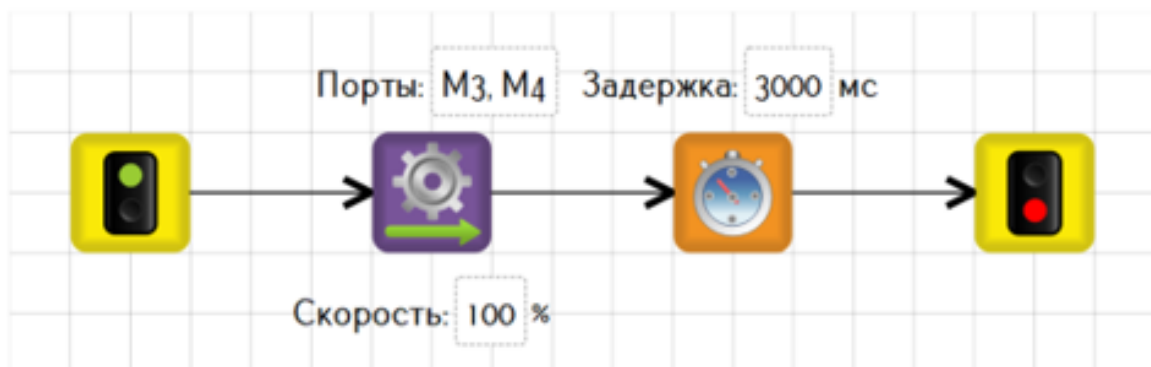 Порты: М3, М4 Задержка: 3000 мс
Скорость: 100 %